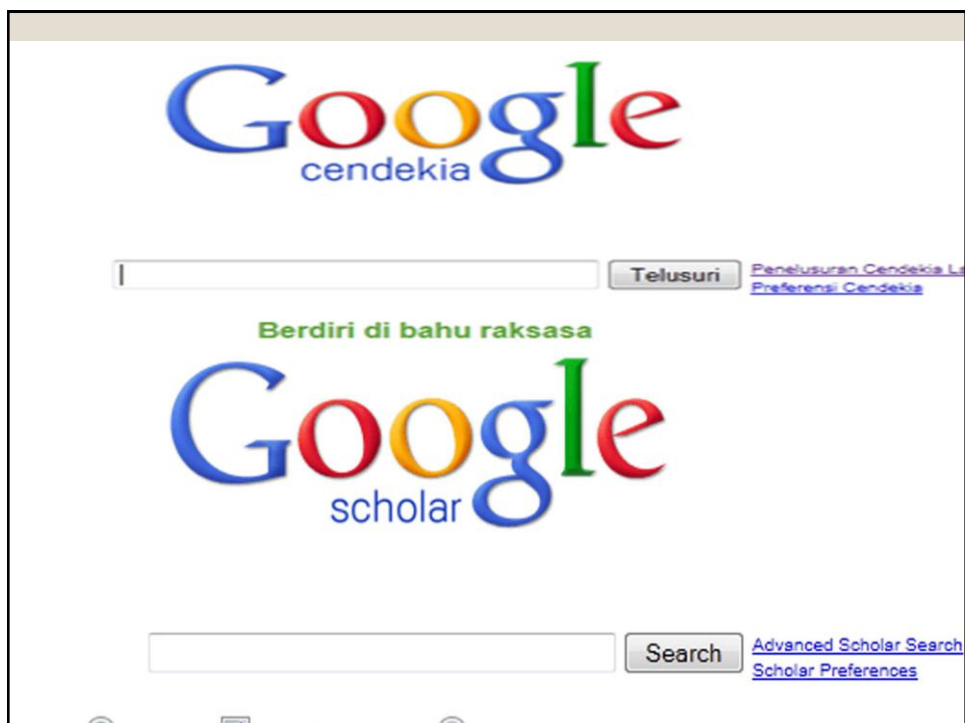 Google
cendekia
Telusuri
Penelusuran Cendekia
Preferensi Cendekia
Berdiri di bahu raksasa
Google
scholar
Search
Advanced Scholar Search
Scholar Preferences